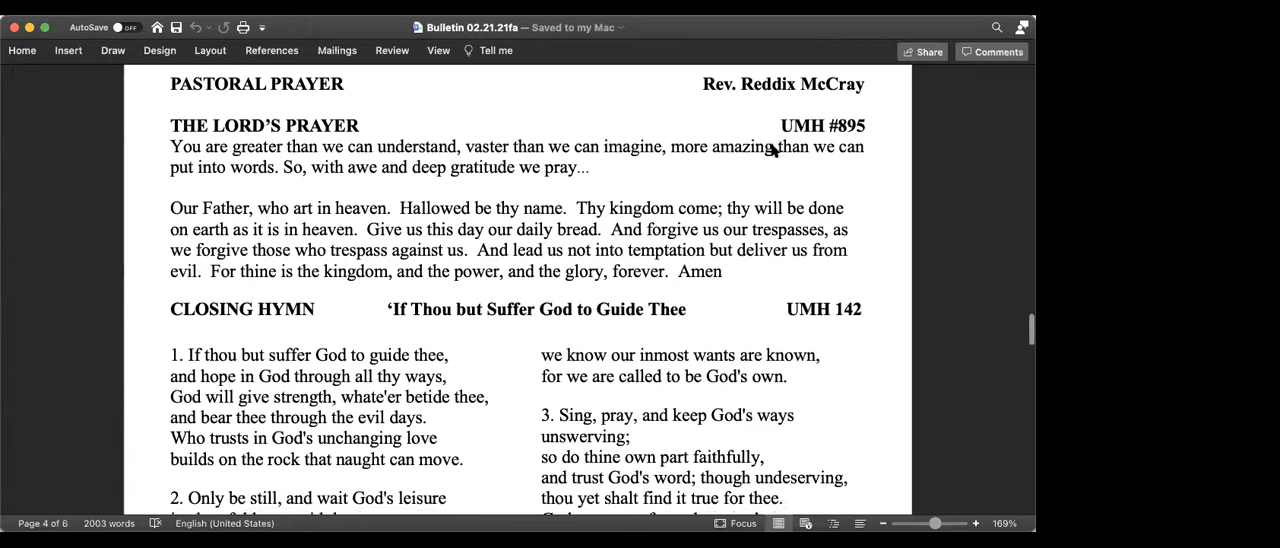 AutoSave OFF
Bulletin 02.21.21fa — Saved to my Mac
Home Insert Draw Design Layout References Mailings Review View Tell me
Share Comments
PASTORAL PRAYER Rev. Reddix McCray
THE LORD'S PRAYER UMH #895
You are greater than we can understand, vaster than we can imagine, more amazing than we can
put into words. So, with awe and deep gratitude we pray...
Our Father, who art in heaven. Hallowed be thy name. Thy kingdom come; thy will be done
on earth as it is in heaven. Give us this day our daily bread. And forgive us our trespasses, as
we forgive those who trespass against us. And lead us not into temptation but deliver us from
evil. For thine is the kingdom, and the power, and the glory, forever. Amen
CLOSING HYMN ‘If Thou but Suffer God to Guide Thee UMH 142
1. If thou but suffer God to guide thee,
and hope in God through all thy ways,
God will give strength, whate'er betide thee,
and bear thee through the evil days.
Who trusts in God's unchanging love
builds on the rock that naught can move.
2. Only be still, and wait God's leisure
we know our inmost wants are known,
for we are called to be God's own.
3. Sing, pray, and keep God's ways
unswerving;
so do thine own part faithfully,
and trust God's word; though undeserving,
thou yet shalt find it true for thee.
Page 4 of 6 2003 words English (United States) Focus 169%